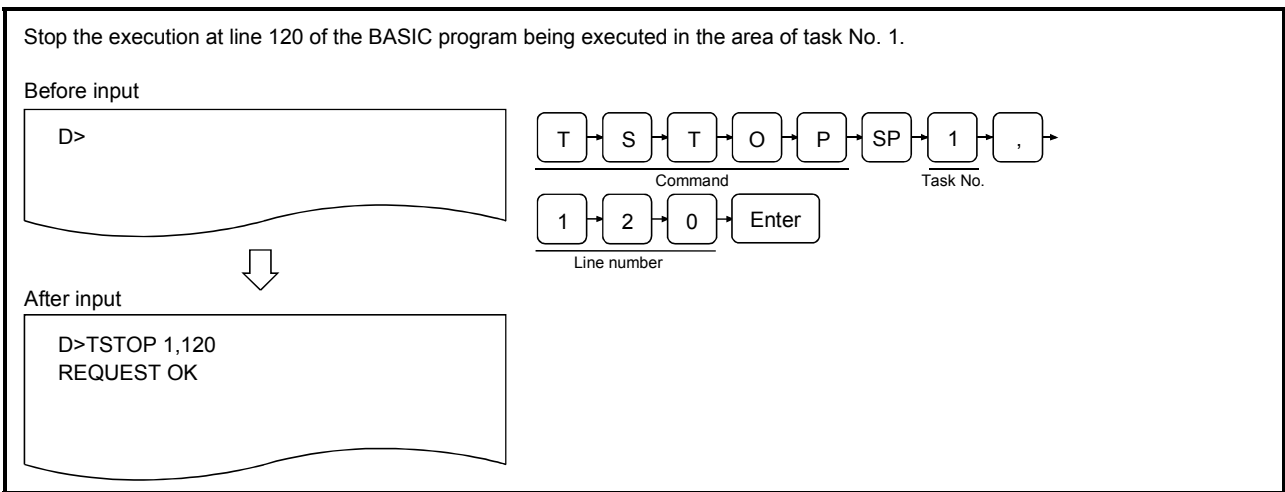 Stop the execution at line 120 of the BASIC program being executed in the area of task No. 1.
Before input
D>
T S T O P SP 1 ,
Command Task No.
1 2 0 Enter
Line number
After input
D>TSTOP 1,120
REQUEST OK